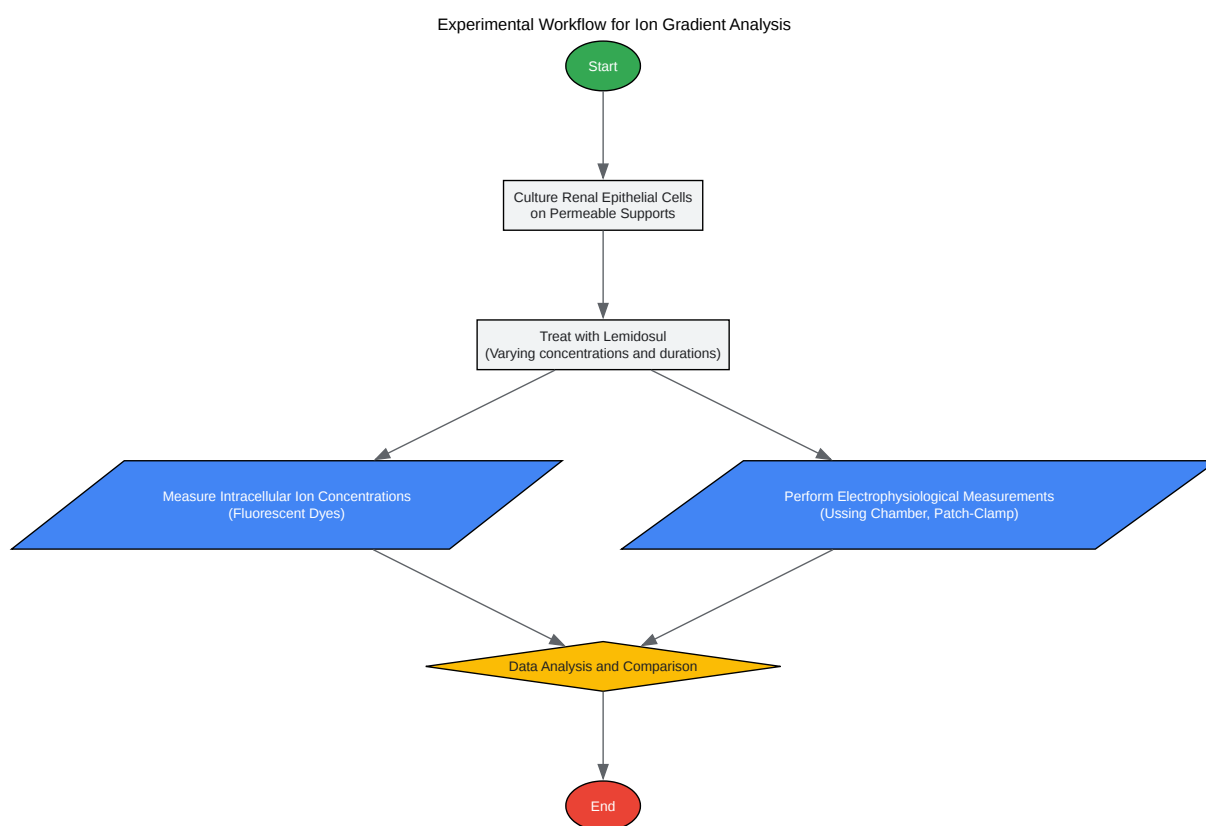 Experimental Workflow for Ion Gradient Analysis
Start
Culture Renal Epithelial Cells
on Permeable Supports
Treat with Lemidosul
(Varying concentrations and durations)
Measure Intracellular Ion Concentrations
(Fluorescent Dyes)
Perform Electrophysiological Measurements
(Ussing Chamber, Patch-Clamp)
Data Analysis and Comparison
End